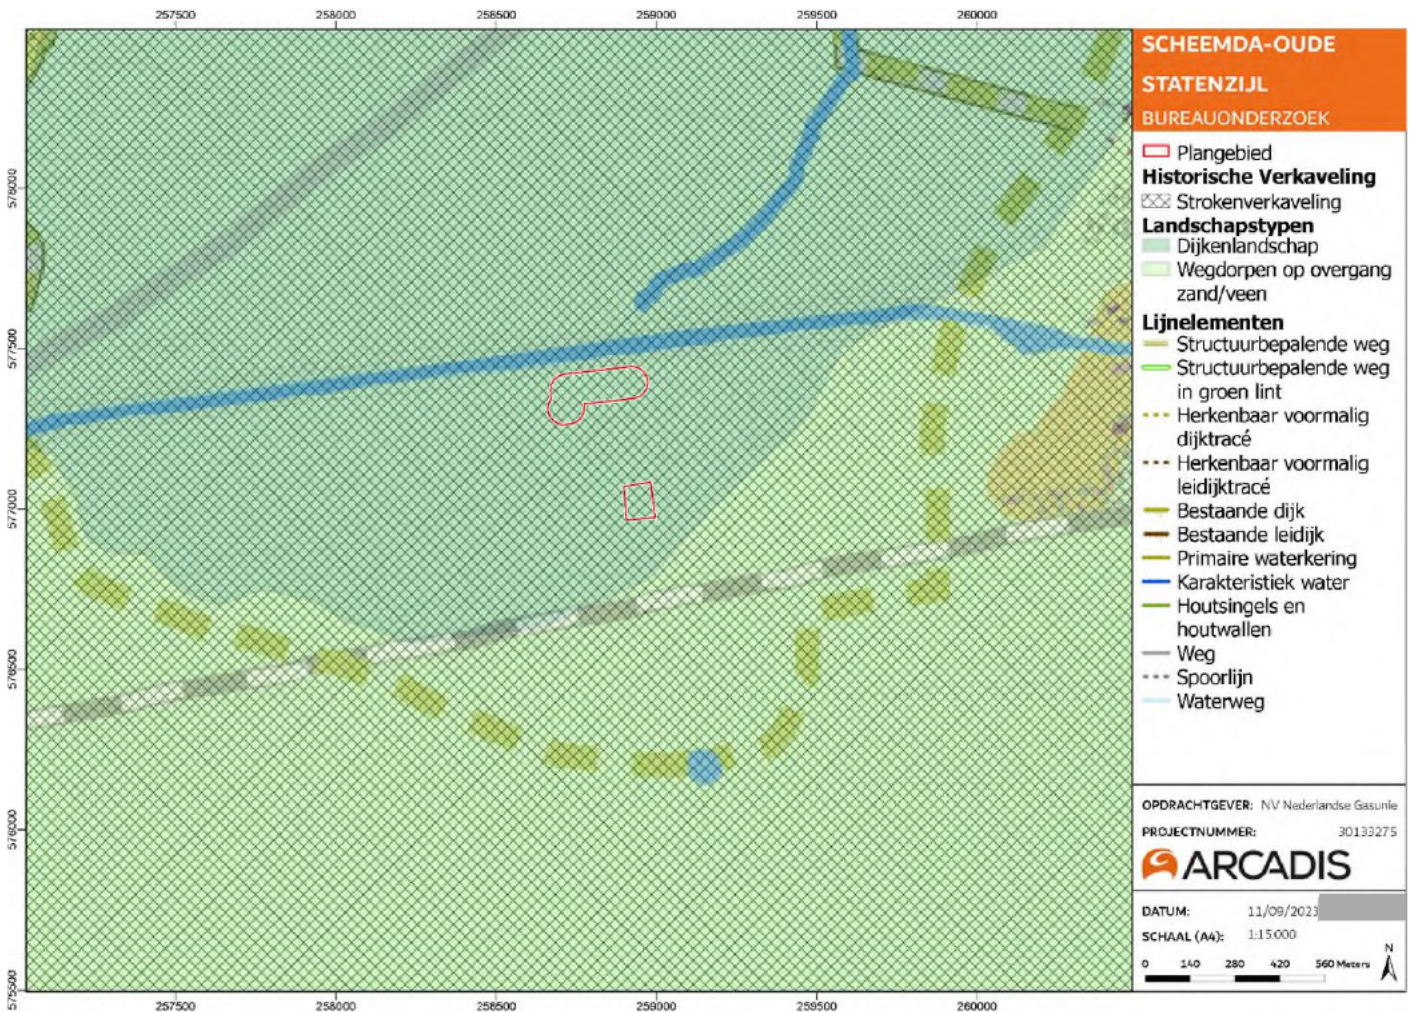 257500 258000 258500 259000 259500 260000
578000
577500
577000
576500
576000
575500
257500 258000 258500 259000 259500 260000
SCHEEMDA-OUDE
STATENZIJL
BUREAUONDERZOEK
Plangebied
Historische Verkaveling
Strokenverkaveling
Landschapstypen
Dijkenlandschap
Wegdorpen op overgang
zand/veen
Lijnelementen
Structuurbepalende weg
Structuurbepalende weg
in groen lint
Herkenbaar voormalig
dijktracé
Herkenbaar voormalig
leidijktracé
Bestaande dijk
Bestaande leidijk
Primaire waterkering
Karakteristiek water
Houtsingels en
houtwallen
Weg
Spoorlijn
Waterweg
OPDRACHTGEVER: NV Nederlandse Gasunie
PROJECTNUMMER: 30133275
ARCADIS
DATUM: 11/09/2023
SCHAAL (A4): 1:15.000
N
0 140 280 420 560 Meters